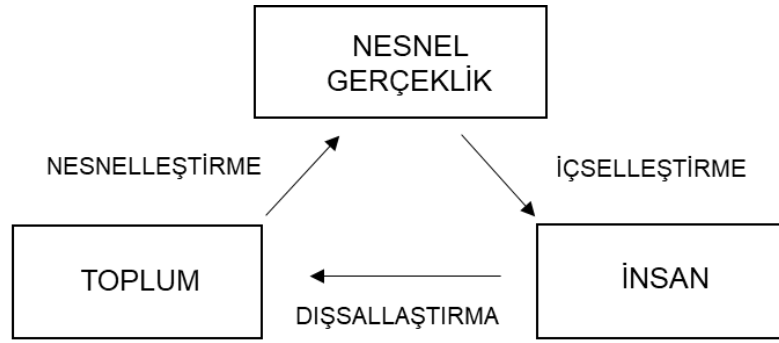 NESNEL
GERÇEKLİK
NESNELLEŞTİRME
İÇSELLEŞTİRME
TOPLUM
İNSAN
DIŞSALLAŞTIRMA